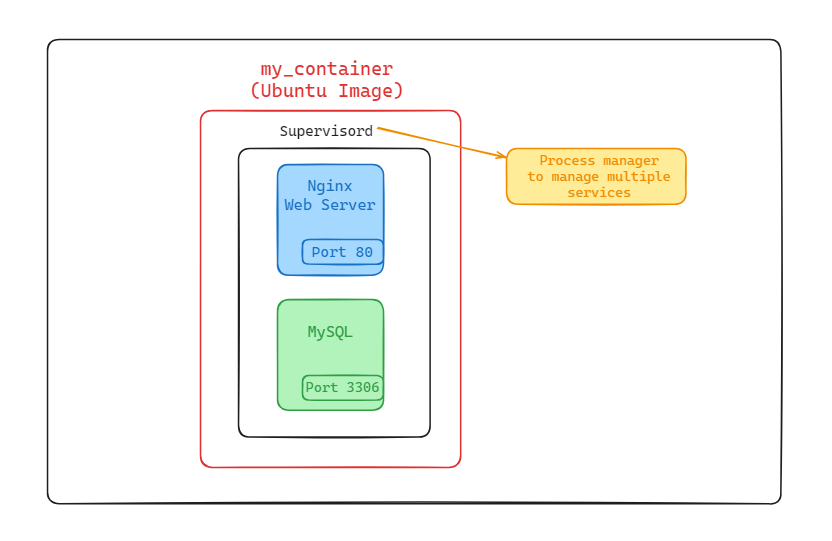 my_container
(Ubuntu Image)
Supervisord
Process manager
to manage multiple
services
Nginx
Web Server
Port 80
MySQL
Port 3306